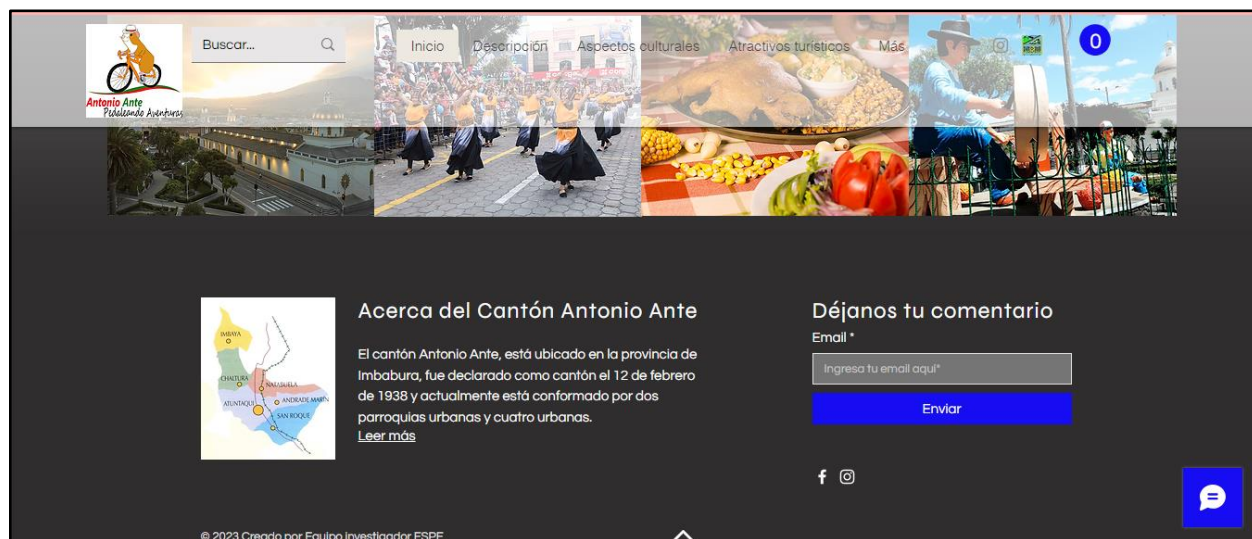 Antonio Ante
Pedaleando Aventuras
Buscar...
Inicio
Descripción
Aspectos culturales
Atractivos turísticos
Más
0
IMBAYA
CHALTURA
NATABUELA
ATUNTAQUI
ANDRADE MARÍN
SAN ROQUE
Acerca del Cantón Antonio Ante
El cantón Antonio Ante, está ubicado en la provincia de
Imbabura, fue declarado como cantón el 12 de febrero
de 1938 y actualmente está conformado por dos
parroquias urbanas y cuatro urbanas.
Leer más
Déjanos tu comentario
Email *
Ingresa tu email aquí*
Enviar
© 2023 Creado por Equipo investigador ESPE